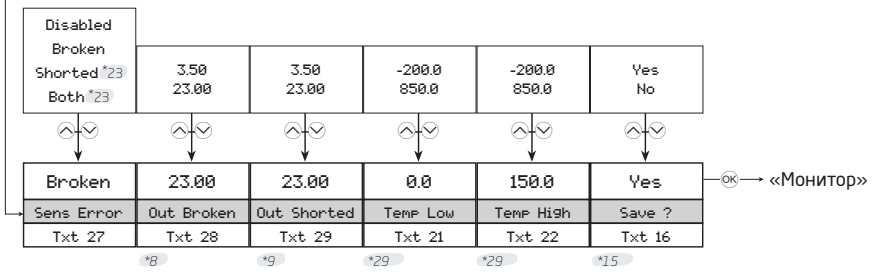 Disabled
Broken
Shorted *23
Both *23
3.50 3.50 -200.0 -200.0 Yes
23.00 23.00 850.0 850.0 No
Broken 23.00 23.00 0.0 150.0 Yes OK «Монитор»
Sens Error Out Broken Out Shorted Temp Low Temp High Save ?
Txt 27 Txt 28 Txt 29 Txt 21 Txt 22 Txt 16
*8 *9 *29 *29 *15